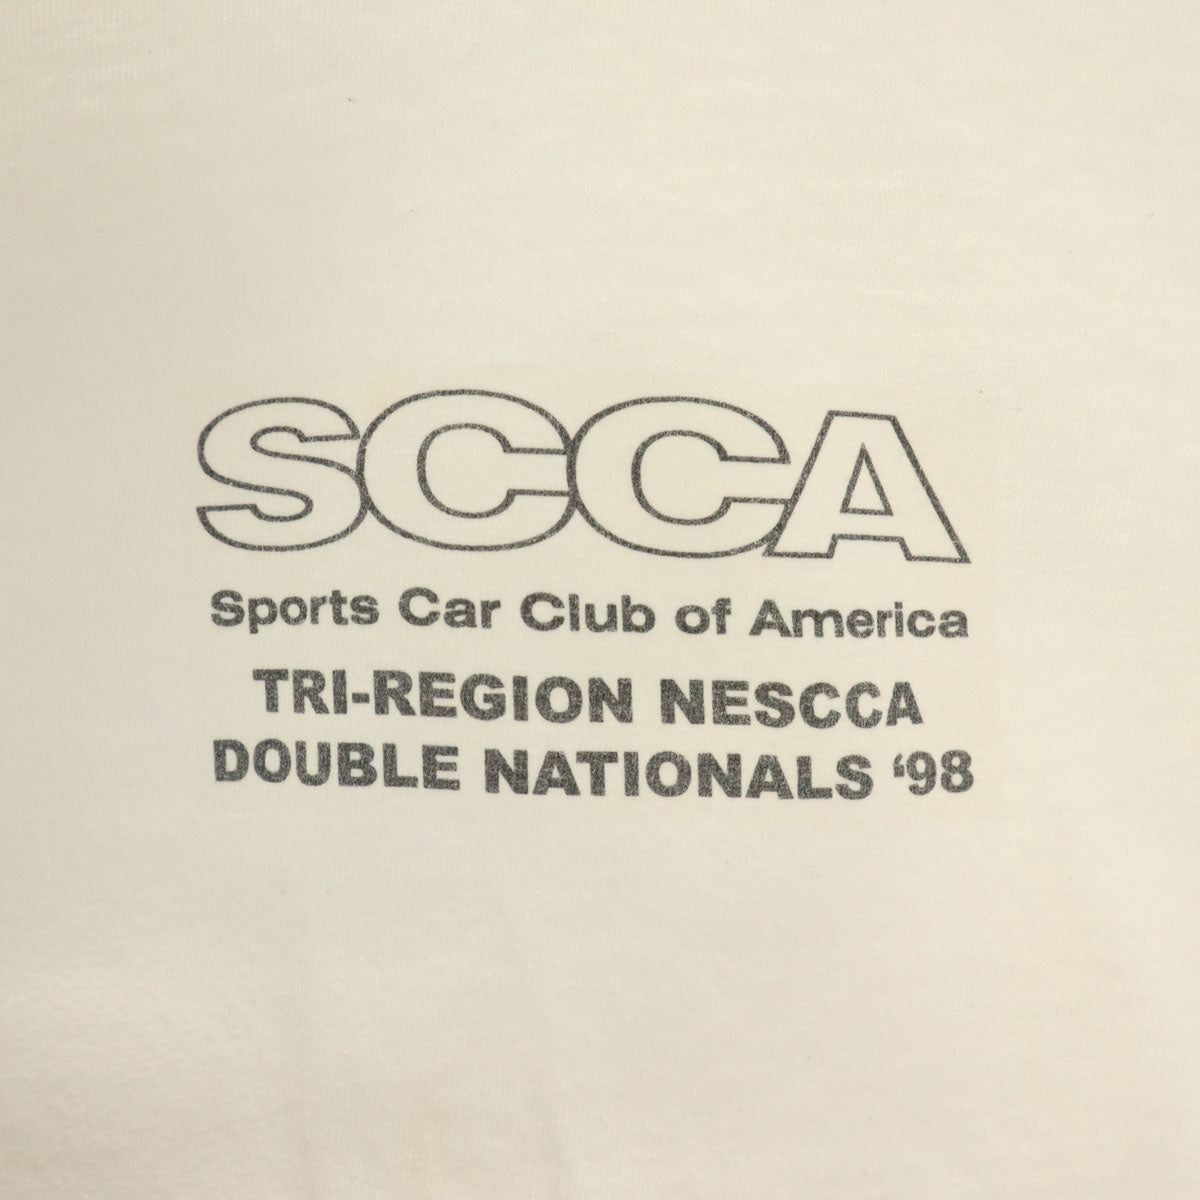 SCCA
Sports Car Club of America
TRI-REGION NESCCA
DOUBLE NATIONALS ‘98